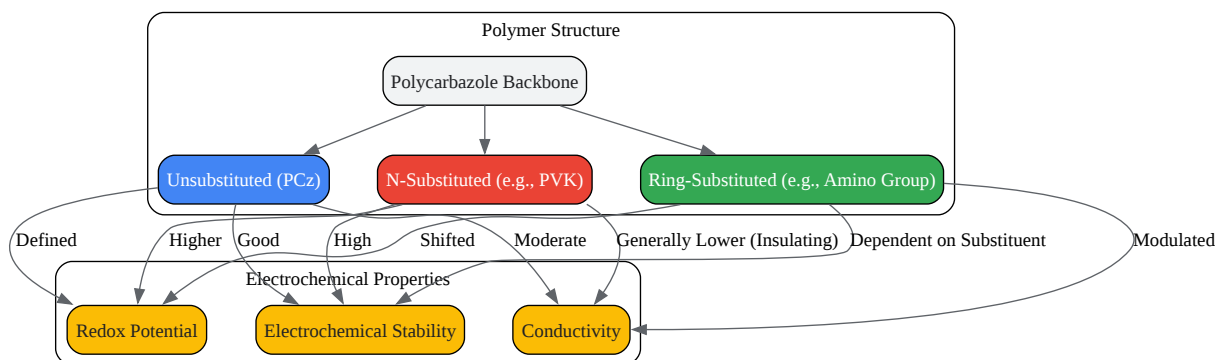 Polymer Structure
Polycarbazole Backbone
Unsubstituted (PCz)
N-Substituted (e.g., PVK)
Ring-Substituted (e.g., Amino Group)
Defined
Higher
Good
High
Shifted
Moderate
Generally Lower (Insulating)
Dependent on Substituent
Modulated
Electrochemical Properties
Redox Potential
Electrochemical Stability
Conductivity